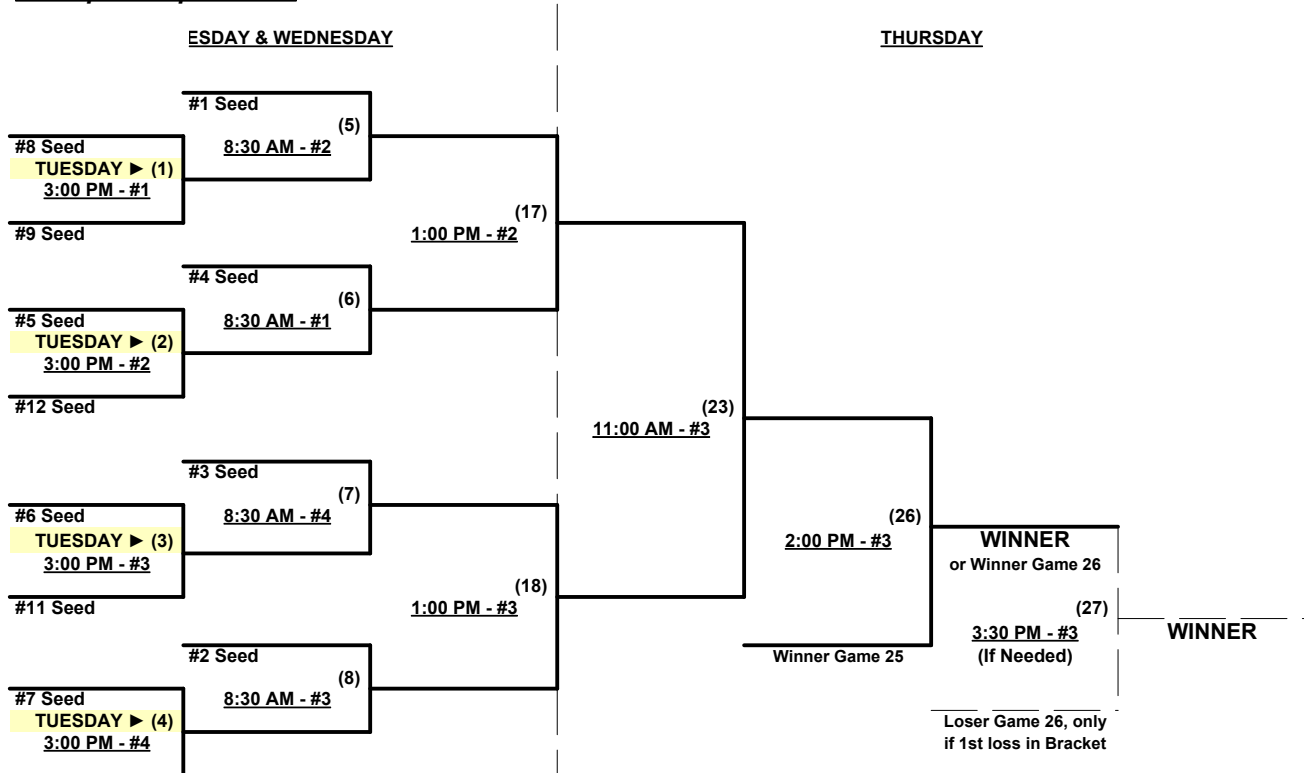 ESDAY & WEDNESDAY
THURSDAY
#1 Seed
(5)
8:30 AM - #2
#8 Seed
TUESDAY ► (1)
3:00 PM - #1
#9 Seed
(17)
1:00 PM - #2
#4 Seed
(6)
8:30 AM - #1
#5 Seed
TUESDAY ► (2)
3:00 PM - #2
#12 Seed
(23)
11:00 AM - #3
#3 Seed
(7)
8:30 AM - #4
#6 Seed
TUESDAY ► (3)
3:00 PM - #3
#11 Seed
(18)
1:00 PM - #3
#2 Seed
(8)
8:30 AM - #3
#7 Seed
TUESDAY ► (4)
3:00 PM - #4
(26)
2:00 PM - #3
Winner Game 25
WINNER
or Winner Game 26
(27)
3:30 PM - #3
(If Needed)
WINNER
Loser Game 26, only
if 1st loss in Bracket